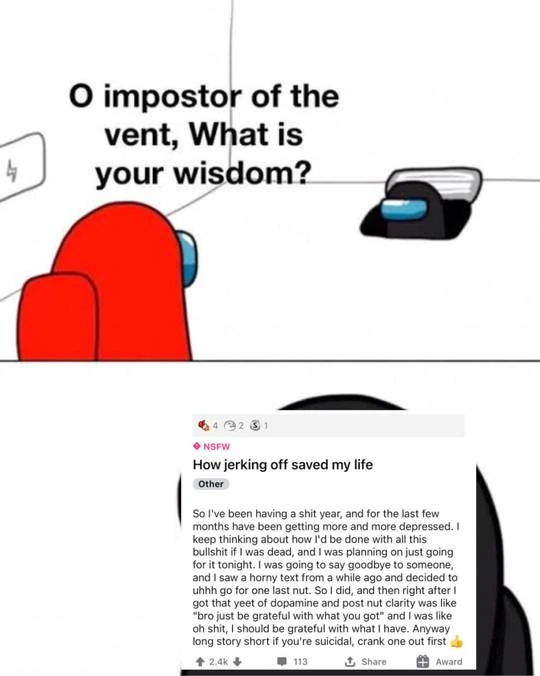 O impostor of the
vent, What is
your wisdom?
4 2 1
NSFW
How jerking off saved my life
Other
So I've been having a shit year, and for the last few
months have been getting more and more depressed. I
keep thinking about how I'd be done with all this
bullshit if I was dead, and I was planning on just going
for it tonight. I was going to say goodbye to someone,
and I saw a horny text from a while ago and decided to
uhhh go for one last nut. So I did, and then right after I
got that yeet of dopamine and post nut clarity was like
"bro just be grateful with what you got" and I was like
oh shit, I should be grateful with what I have. Anyway
long story short if you're suicidal, crank one out first 👍
2.4k 113 Share Award